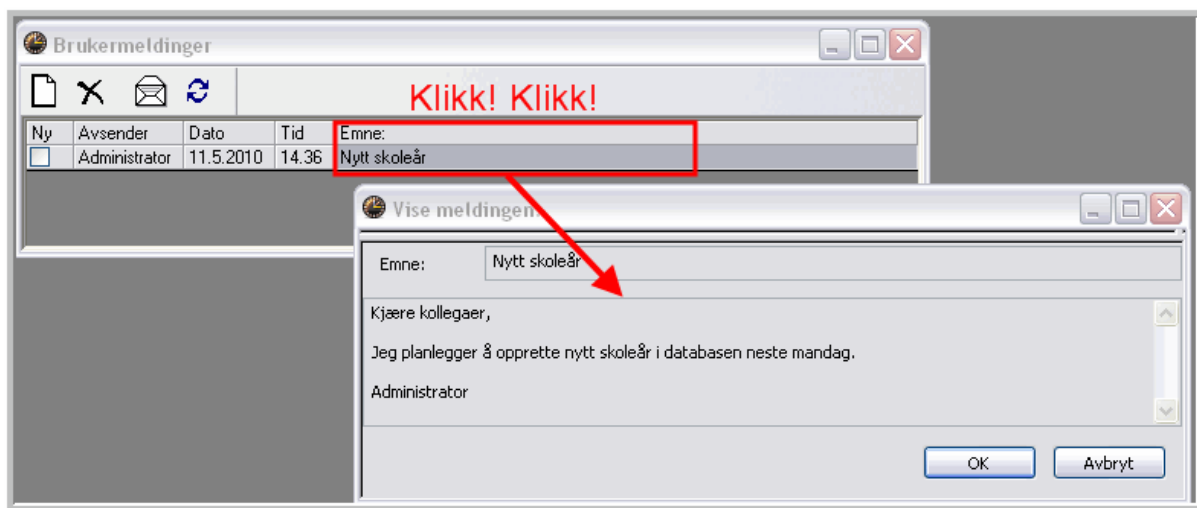 Brukermeldinger
Klikk! Klikk!
Ny Avsender Dato Tid Emne:
Administrator 11.5.2010 14.36 Nytt skoleår
Vise meldingen
Emne: Nytt skoleår
Kjære kollegaer,
Jeg planlegger å opprette nytt skoleår i databasen neste mandag.
Administrator
OK Avbryt